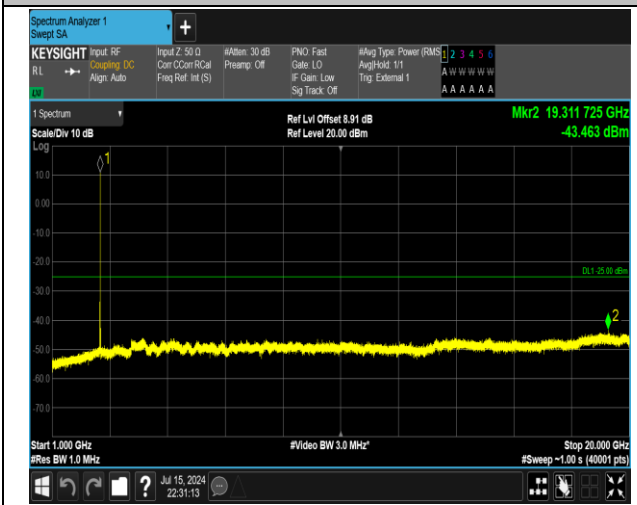 Spectrum Analyzer 1
Swept SA
+
KEYSIGHT
RL
LXI
Input: RF
Coupling: DC
Align: Auto
Input Z: 50 Ω
Corr CCorr RCal
Freq Ref: Int (S)
#Atten: 30 dB
Preamp: Off
PNO: Fast
Gate: LO
IF Gain: Low
Sig Track: Off
#Avg Type: Power (RMS
Avg|Hold: 1/1
Trig: External 1
1 2 3 4 5 6
A W W W W W
A A A A A A
1 Spectrum
Scale/Div 10 dB
Ref Lvl Offset 8.91 dB
Ref Level 20.00 dBm
Mkr2 19.311 725 GHz
-43.463 dBm
Log
1
10.0
0.00
-10.0
-20.0
DL1 -25.00 dBm
-30.0
-40.0
2
-50.0
-60.0
-70.0
Start 1.000 GHz
#Video BW 3.0 MHz*
Stop 20.000 GHz
#Res BW 1.0 MHz
#Sweep ~1.00 s (40001 pts)
?
Jul 15, 2024
22:31:13